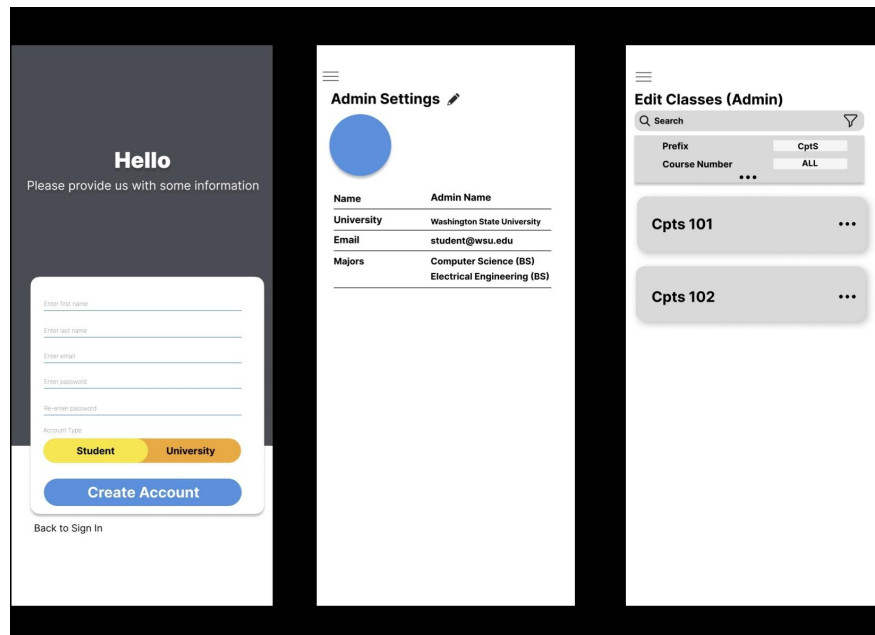 Hello
Please provide us with some information
Enter first name
Enter last name
Enter email
Enter password
Re-enter password
Account Type
Student University
Create Account
Back to Sign In
Admin Settings
Name Admin Name
University Washington State University
Email student@wsu.edu
Majors Computer Science (BS)
Electrical Engineering (BS)
Edit Classes (Admin)
Search
Prefix CptS
Course Number ALL
Cpts 101
Cpts 102